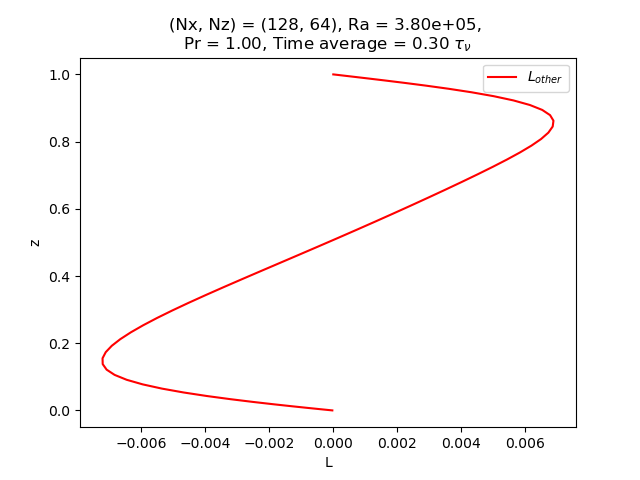 (Nx, Nz) = (128, 64), Ra = 3.80e+05,
Pr = 1.00, Time average = 0.30 τν
L_other
1.0
0.8
0.6
0.4
0.2
0.0
z
−0.006 −0.004 −0.002 0.000 0.002 0.004 0.006
L